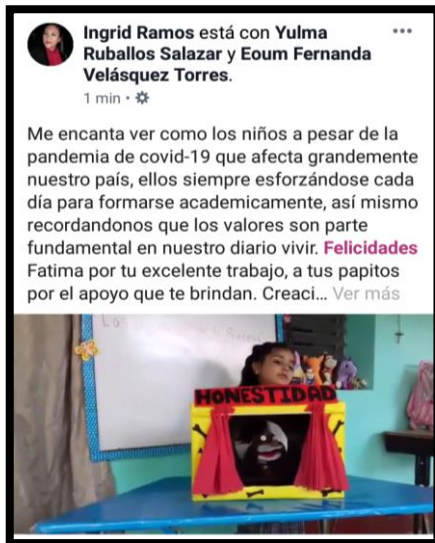 Ingrid Ramos está con Yulma
Ruballos Salazar y Eoum Fernanda
Velásquez Torres.
1 min
Me encanta ver como los niños a pesar de la
pandemia de covid-19 que afecta grandemente
nuestro país, ellos siempre esforzándose cada
día para formarse academicamente, así mismo
recordandonos que los valores son parte
fundamental en nuestro diario vivir. Felicidades
Fatima por tu excelente trabajo, a tus papitos
por el apoyo que te brindan. Creaci... Ver más
HONESTIDAD